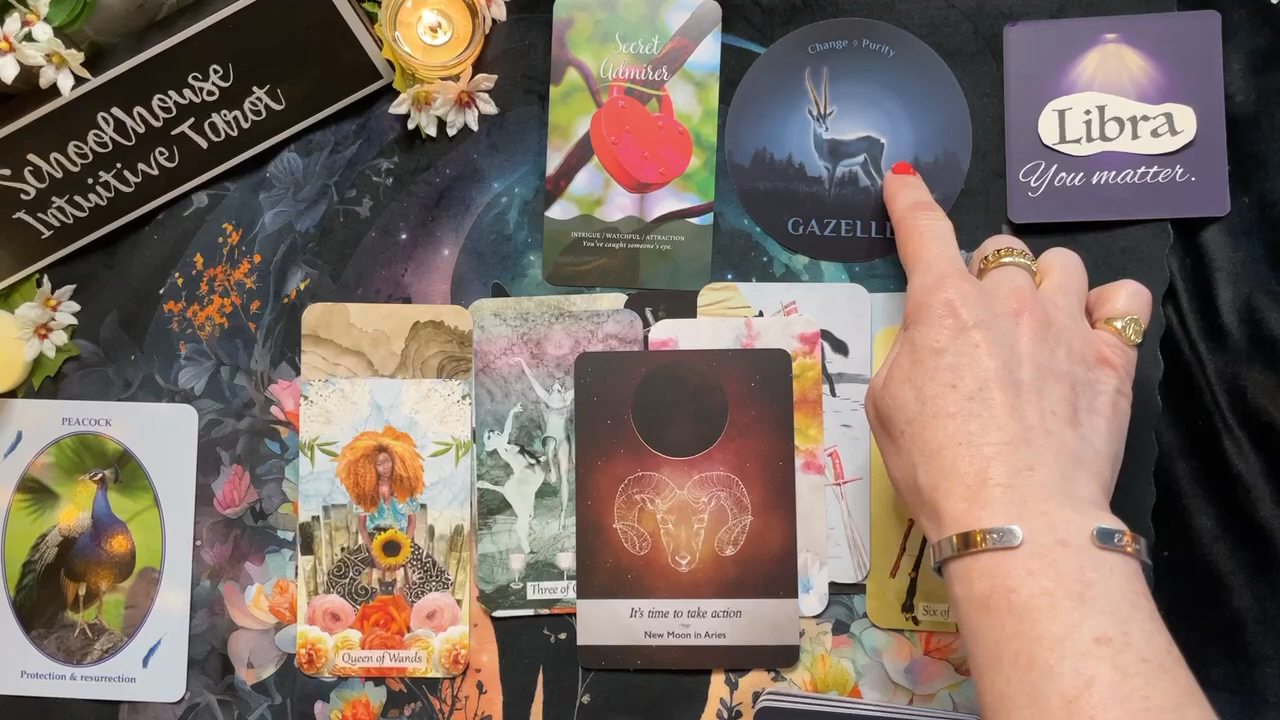 Schoolhouse
Intuitive Tarot
Secret
Admirer
INTRIGUE / WATCHFUL / ATTRACTION
You've caught someone's eye.
Change ◊ Purity
GAZELL
Libra
You matter.
PEACOCK
Protection & resurrection
Queen of Wands
Three of
It's time to take action
New Moon in Aries
Six of